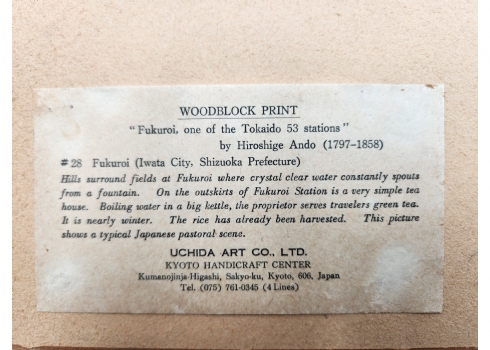 WOODBLOCK PRINT
"Fukuroi, one of the Tokaido 53 stations"
by Hiroshige Ando (1797-1858)
#28 Fukuroi (Iwata City, Shizuoka Prefecture)
Hills surround fields at Fukuroi where crystal clear water constantly spouts
from a fountain. On the outskirts of Fukuroi Station is a very simple tea
house. Boiling water in a big kettle, the proprietor serves travelers green tea.
It is nearly winter. The rice has already been harvested. This picture
shows a typical Japanese pastoral scene.
UCHIDA ART CO., LTD.
KYOTO HANDICRAFT CENTER
Kumanojinja-Higashi, Sakyo-ku, Kyoto, 606, Japan
Tel. (075) 761-0345 (4 Lines)